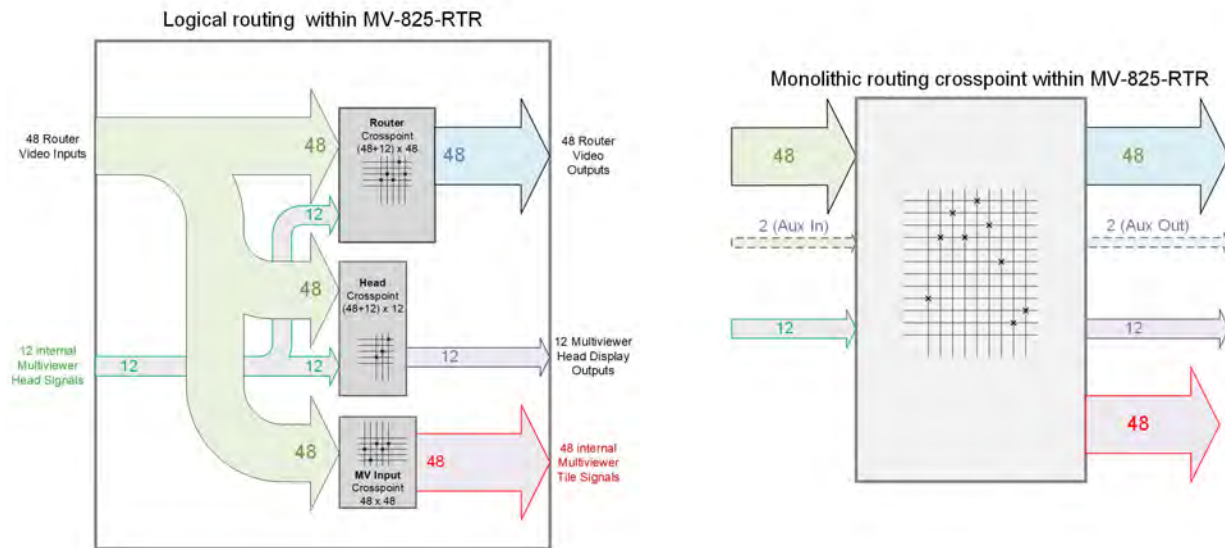 Logical routing within MV-825-RTR
48 Router
Video Inputs
48
Router
Crosspoint
(48+12) x 48
48
48 Router
Video
Outputs
12
48
Head
Crosspoint
(48+12) x 12
12 internal
Multiviewer
Head Signals
12
12
12
12 Multiviewer
Head Display
Outputs
48
MV Input
Crosspoint
48 x 48
48
48 internal
Multiviewer
Tile Signals
Monolithic routing crosspoint within MV-825-RTR
48
48
2 (Aux In)
2 (Aux Out)
12
12
48